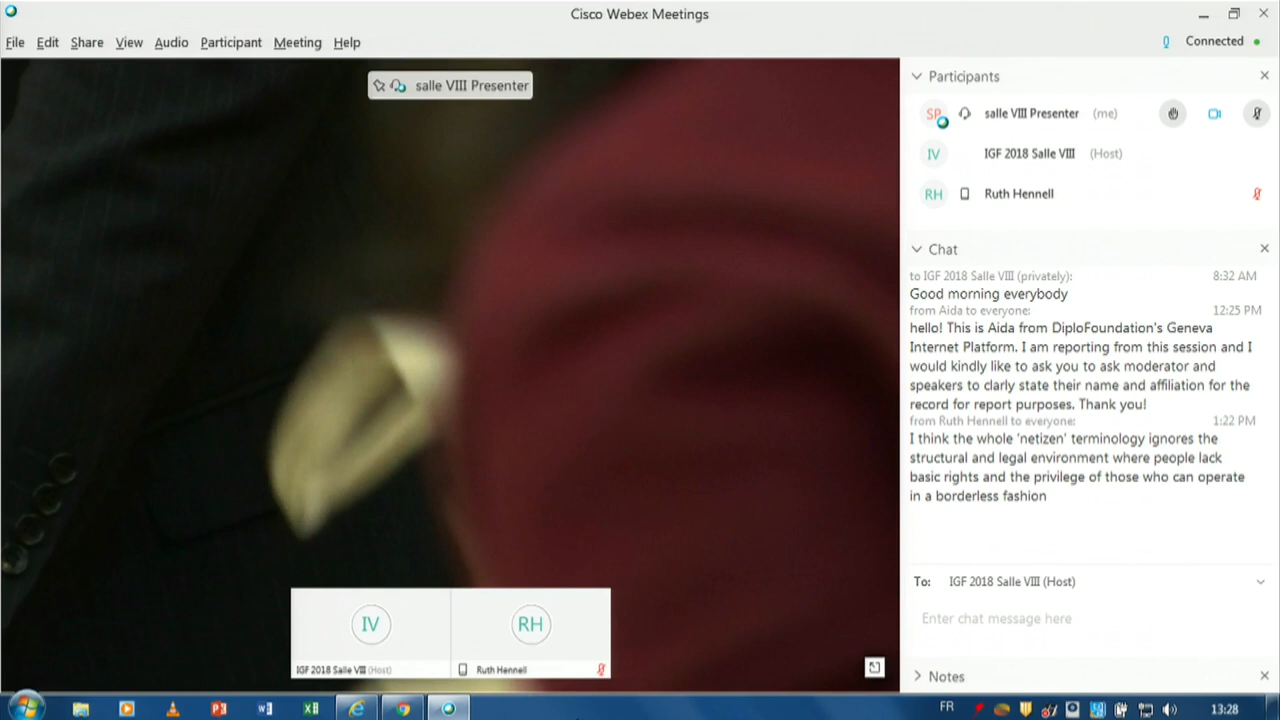 Cisco Webex Meetings
File Edit Share View Audio Participant Meeting Help
Connected
salle VIII Presenter
Participants
SP salle VIII Presenter (me)
IV IGF 2018 Salle VIII (Host)
RH Ruth Hennell
Chat
to IGF 2018 Salle VIII (privately): 8:32 AM
Good morning everybody
from Aida to everyone: 12:25 PM
hello! This is Aida from DiploFoundation's Geneva
Internet Platform. I am reporting from this session and I
would kindly like to ask you to ask moderator and
speakers to clarly state their name and affiliation for the
record for report purposes. Thank you!
from Ruth Hennell to everyone: 1:22 PM
I think the whole 'netizen' terminology ignores the
structural and legal environment where people lack
basic rights and the privilege of those who can operate
in a borderless fashion
To: IGF 2018 Salle VIII (Host)
Enter chat message here
Notes
IV
IGF 2018 Salle VIII (Host)
RH
Ruth Hennell
FR
13:28